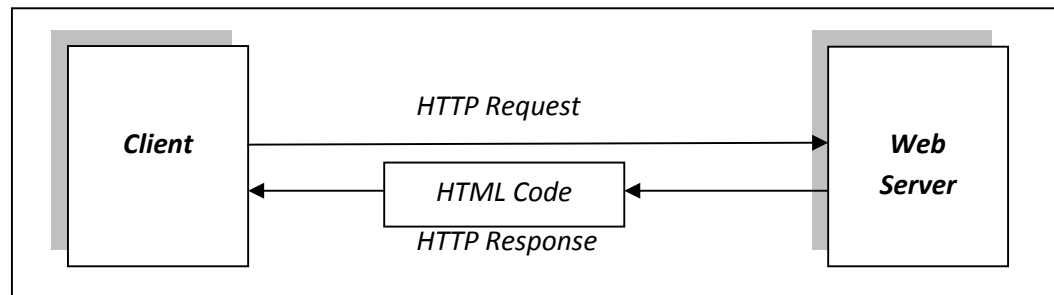 HTTP Request
Client
Web
Server
HTML Code
HTTP Response